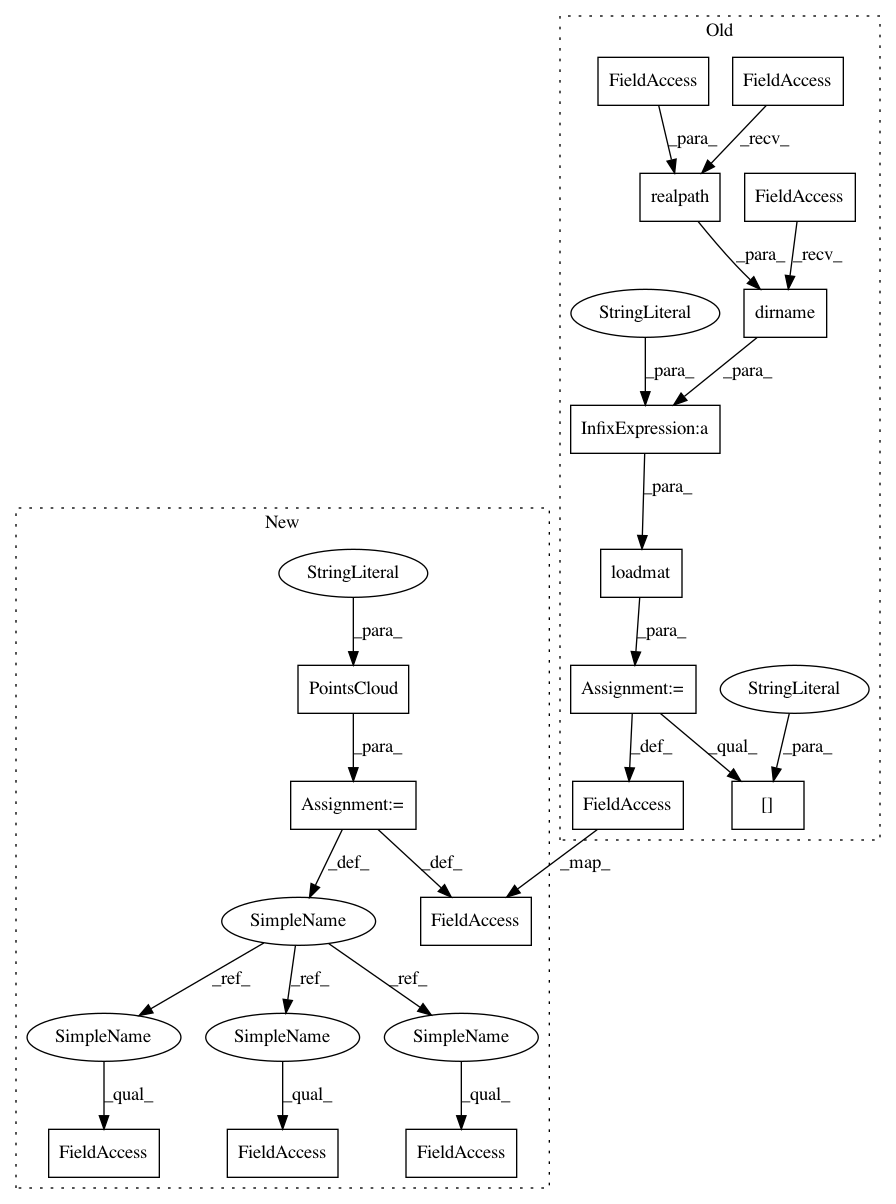 Old
FieldAccess
FieldAccess
_para_
_recv_
realpath
FieldAccess
_para_
_recv_
StringLiteral
dirname
_para_
_para_
InfixExpression:a
_para_
New
StringLiteral
loadmat
_para_
_para_
PointsCloud
Assignment:=
StringLiteral
_para_
_def_
_qual_
_para_
Assignment:=
FieldAccess
[]
_def_
_def_
_map_
SimpleName
FieldAccess
_ref_
_ref_
_ref_
SimpleName
SimpleName
SimpleName
_qual_
_qual_
_qual_
FieldAccess
FieldAccess
FieldAccess